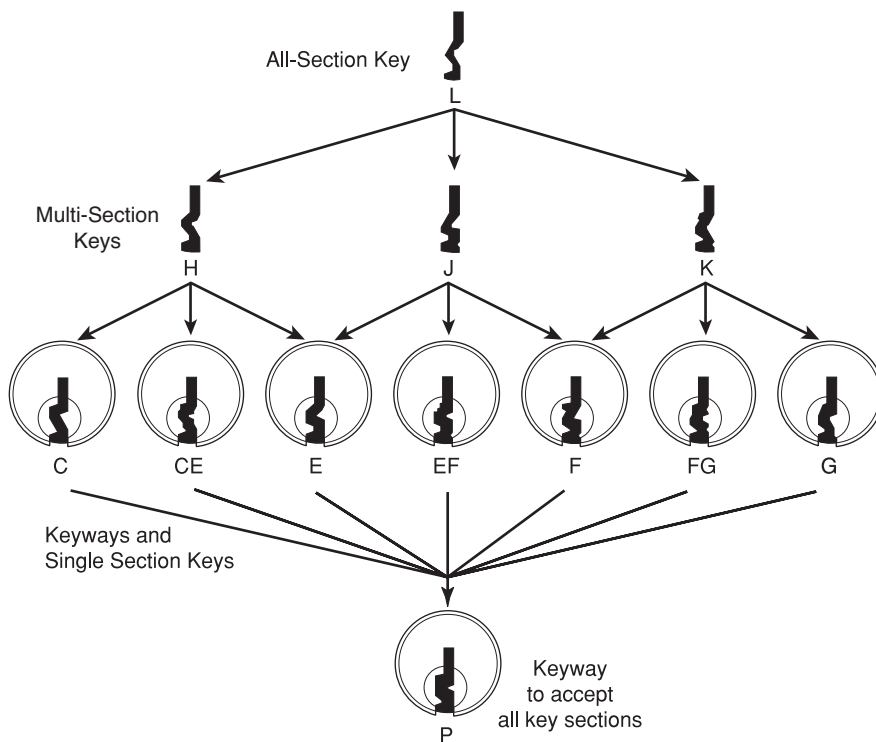 All-Section Key
L
Multi-Section
Keys
H
J
K
C
CE
E
EF
F
FG
G
Keyways and
Single Section Keys
Keyway
to accept
all key sections
P